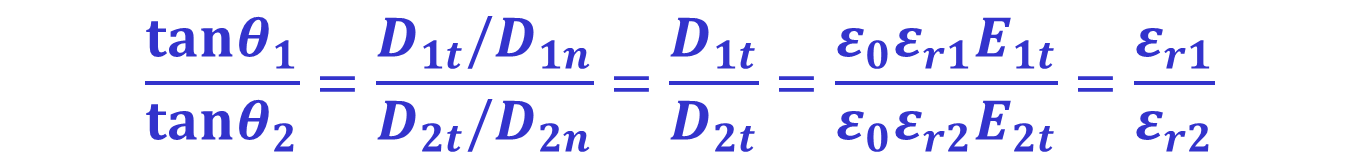 tanθ₁/tanθ₂ = (D₁ₜ/D₁ₙ)/(D₂ₜ/D₂ₙ) = D₁ₜ/D₂ₜ = ε₀εᵣ₁E₁ₜ/ε₀εᵣ₂E₂ₜ = εᵣ₁/εᵣ₂